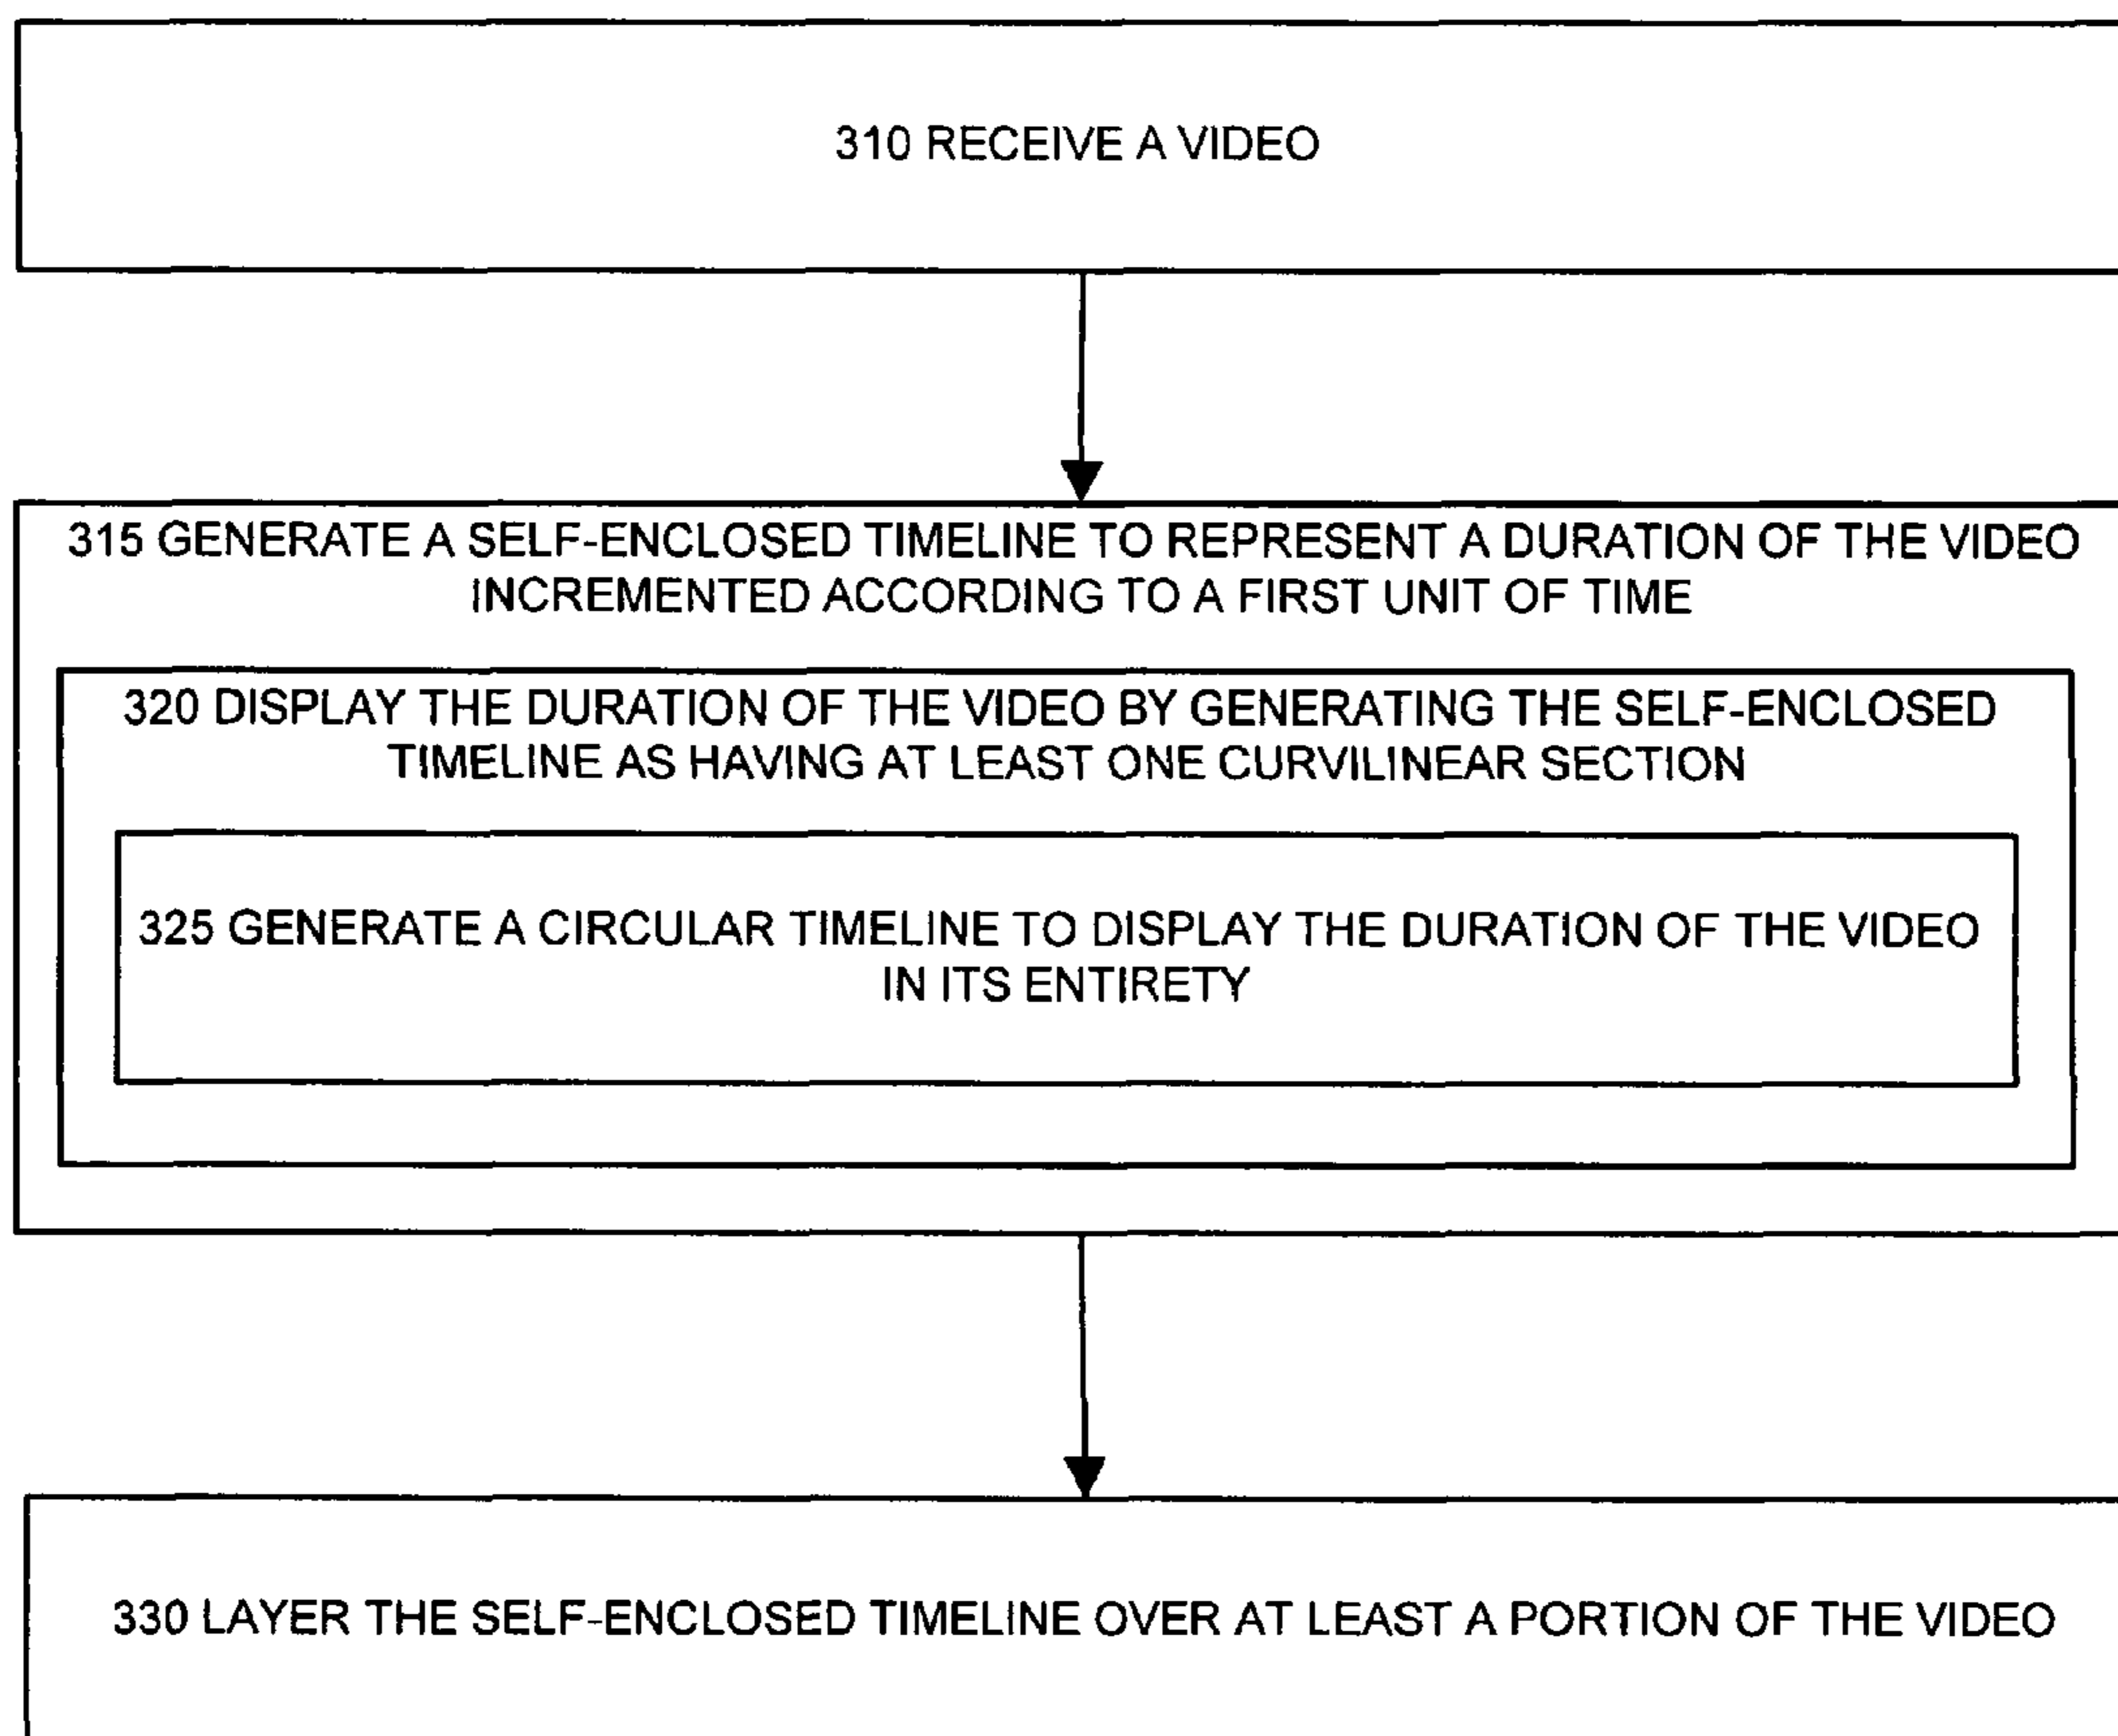 310 RECEIVE A VIDEO
315 GENERATE A SELF-ENCLOSED TIMELINE TO REPRESENT A DURATION OF THE VIDEO
INCREMENTED ACCORDING TO A FIRST UNIT OF TIME
320 DISPLAY THE DURATION OF THE VIDEO BY GENERATING THE SELF-ENCLOSED
TIMELINE AS HAVING AT LEAST ONE CURVILINEAR SECTION
325 GENERATE A CIRCULAR TIMELINE TO DISPLAY THE DURATION OF THE VIDEO
IN ITS ENTIRETY
330 LAYER THE SELF-ENCLOSED TIMELINE OVER AT LEAST A PORTION OF THE VIDEO